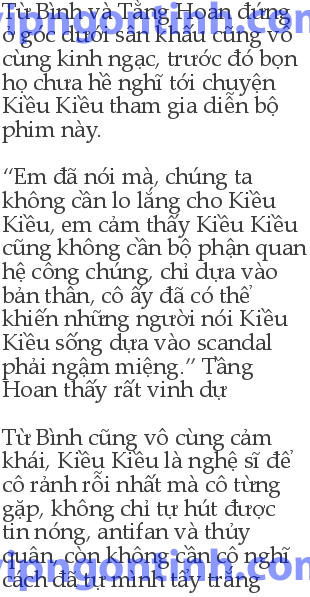 Từ Bình và Tằng Hoan đứng
ở góc dưới sân khấu cũng vô
cùng kinh ngạc, trước đó bọn
họ chưa hề nghĩ tới chuyện
Kiều Kiều tham gia diễn bộ
phim này.
“Em đã nói mà, chúng ta
không cần lo lắng cho Kiều
Kiều, em cảm thấy Kiều Kiều
cũng không cần bộ phận quan
hệ công chúng, chỉ dựa vào
bản thân, cô ấy đã có thể
khiến những người nói Kiều
Kiều sống dựa vào scandal
phải ngậm miệng.” Tằng
Hoan thấy rất vinh dự
Từ Bình cũng vô cùng cảm
khái, Kiều Kiều là nghệ sĩ để
cô rảnh rỗi nhất mà cô từng
gặp, không chỉ tự hút được
tin nóng, antifan và thủy
quân, còn không cần cô nghĩ
cách đã tự mình tẩy trắng
vipngontinh.com